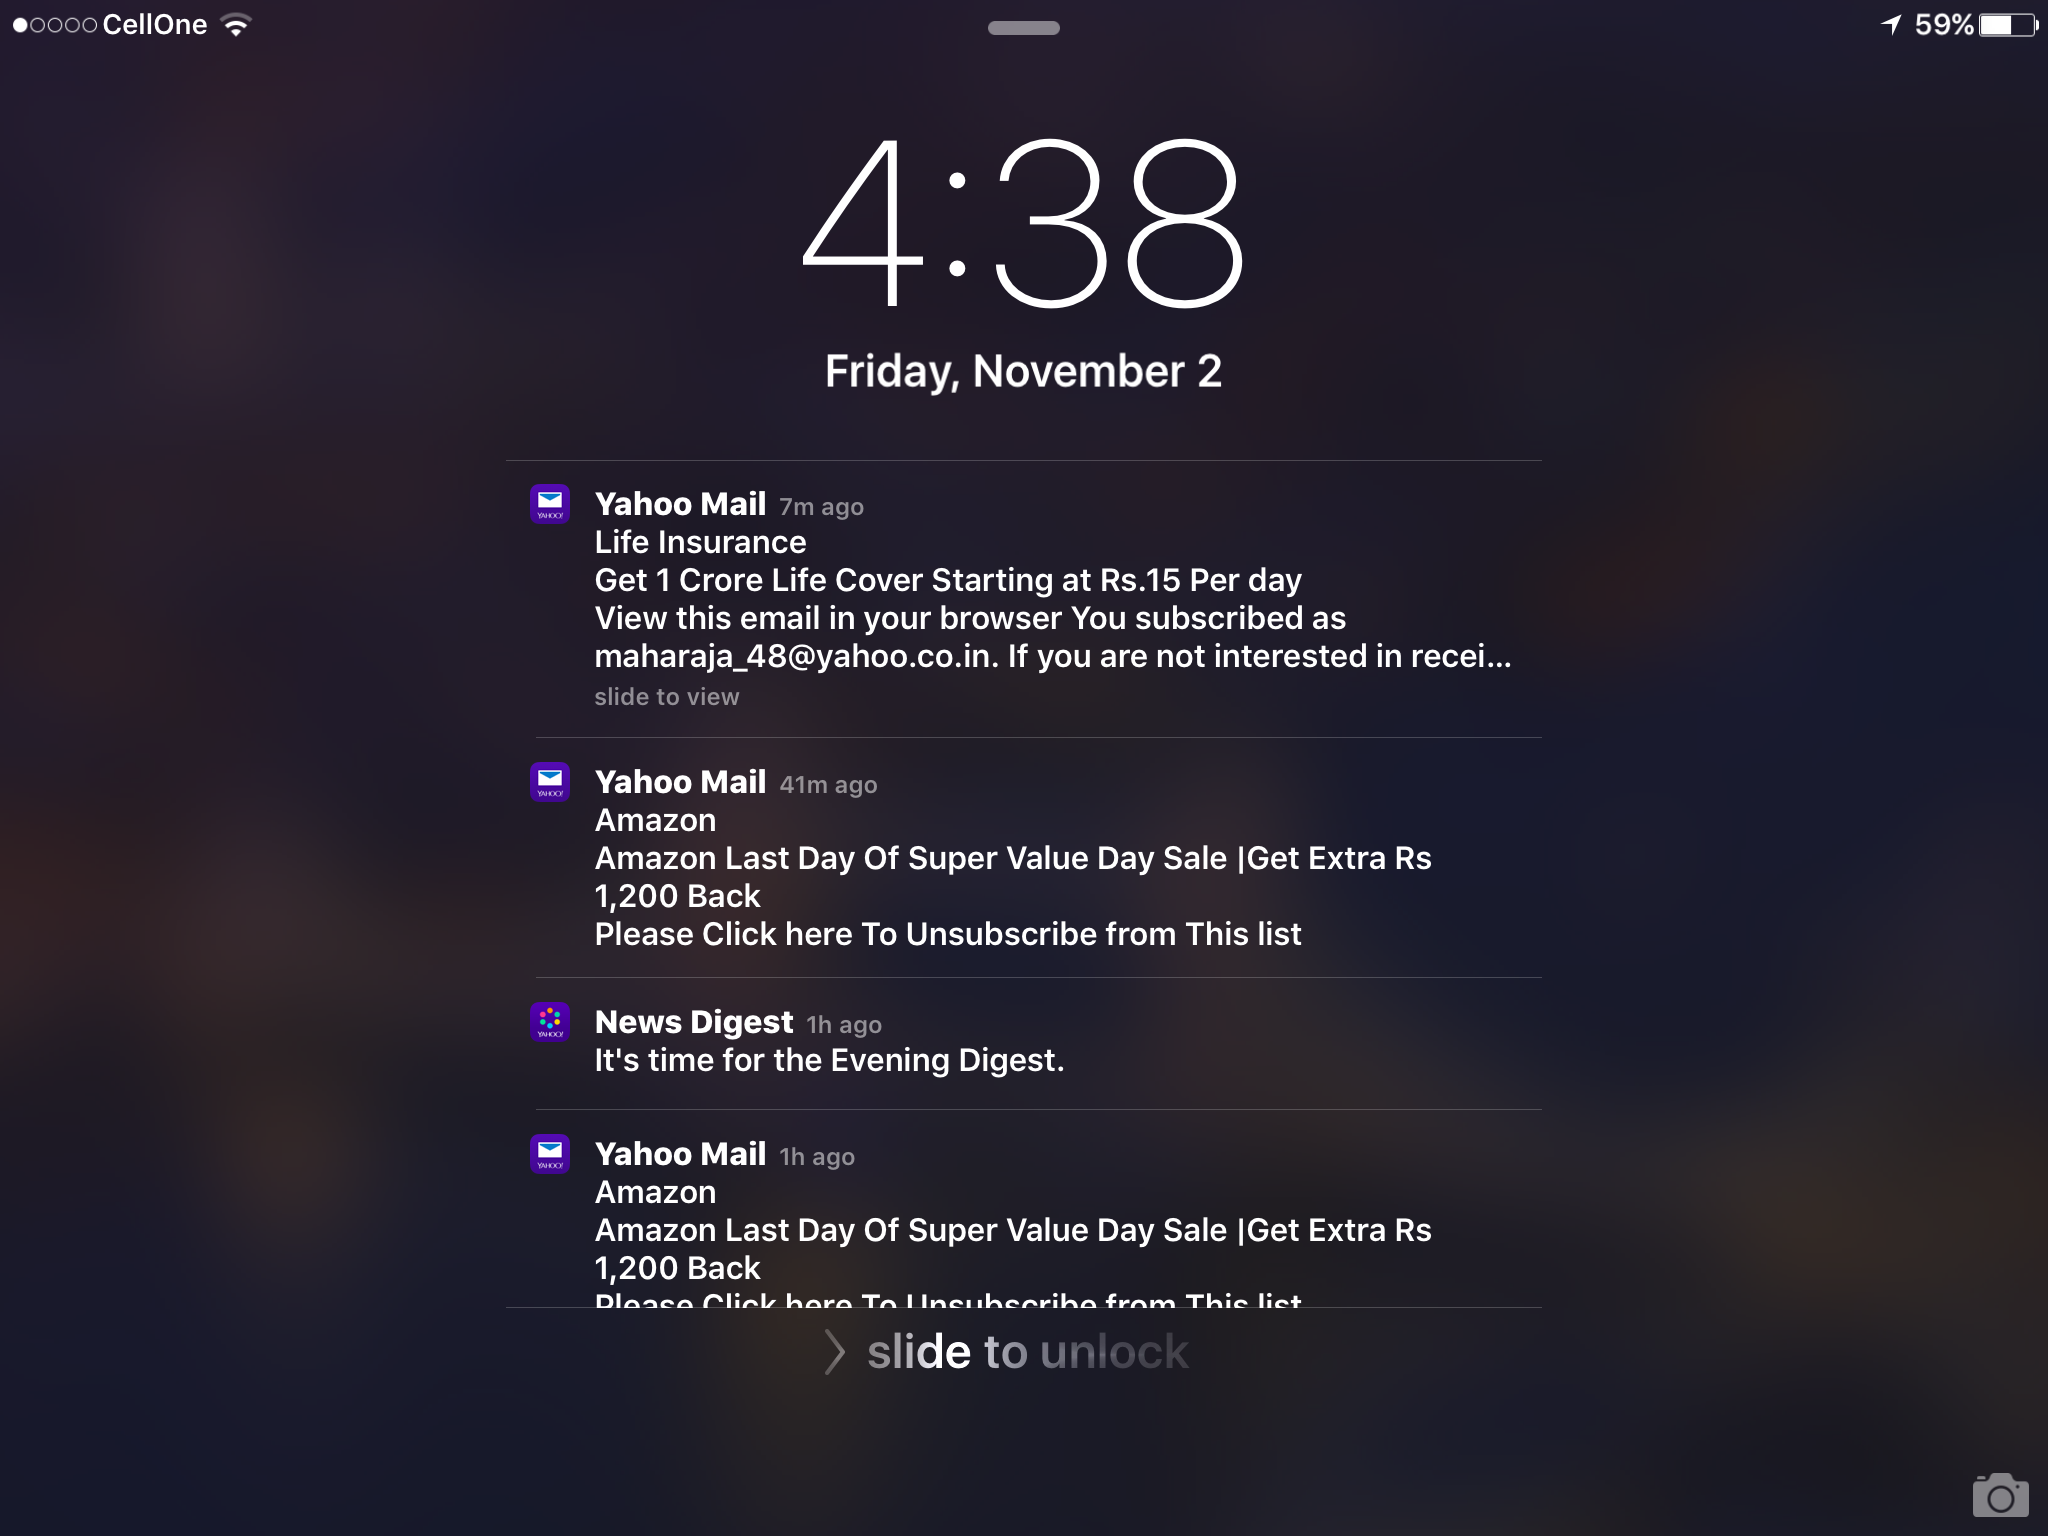 CellOne
59%
4:38
Friday, November 2
Yahoo Mail 7m ago
Life Insurance
Get 1 Crore Life Cover Starting at Rs.15 Per day
View this email in your browser You subscribed as
maharaja_48@yahoo.co.in. If you are not interested in recei...
slide to view
YAHOO!
Yahoo Mail 41m ago
Amazon
Amazon Last Day Of Super Value Day Sale |Get Extra Rs
1,200 Back
Please Click here To Unsubscribe from This list
YAHOO!
News Digest 1h ago
It's time for the Evening Digest.
YAHOO!
Yahoo Mail 1h ago
Amazon
Amazon Last Day Of Super Value Day Sale |Get Extra Rs
1,200 Back
Please Click here To Unsubscribe from This list
YAHOO!
slide to unlock